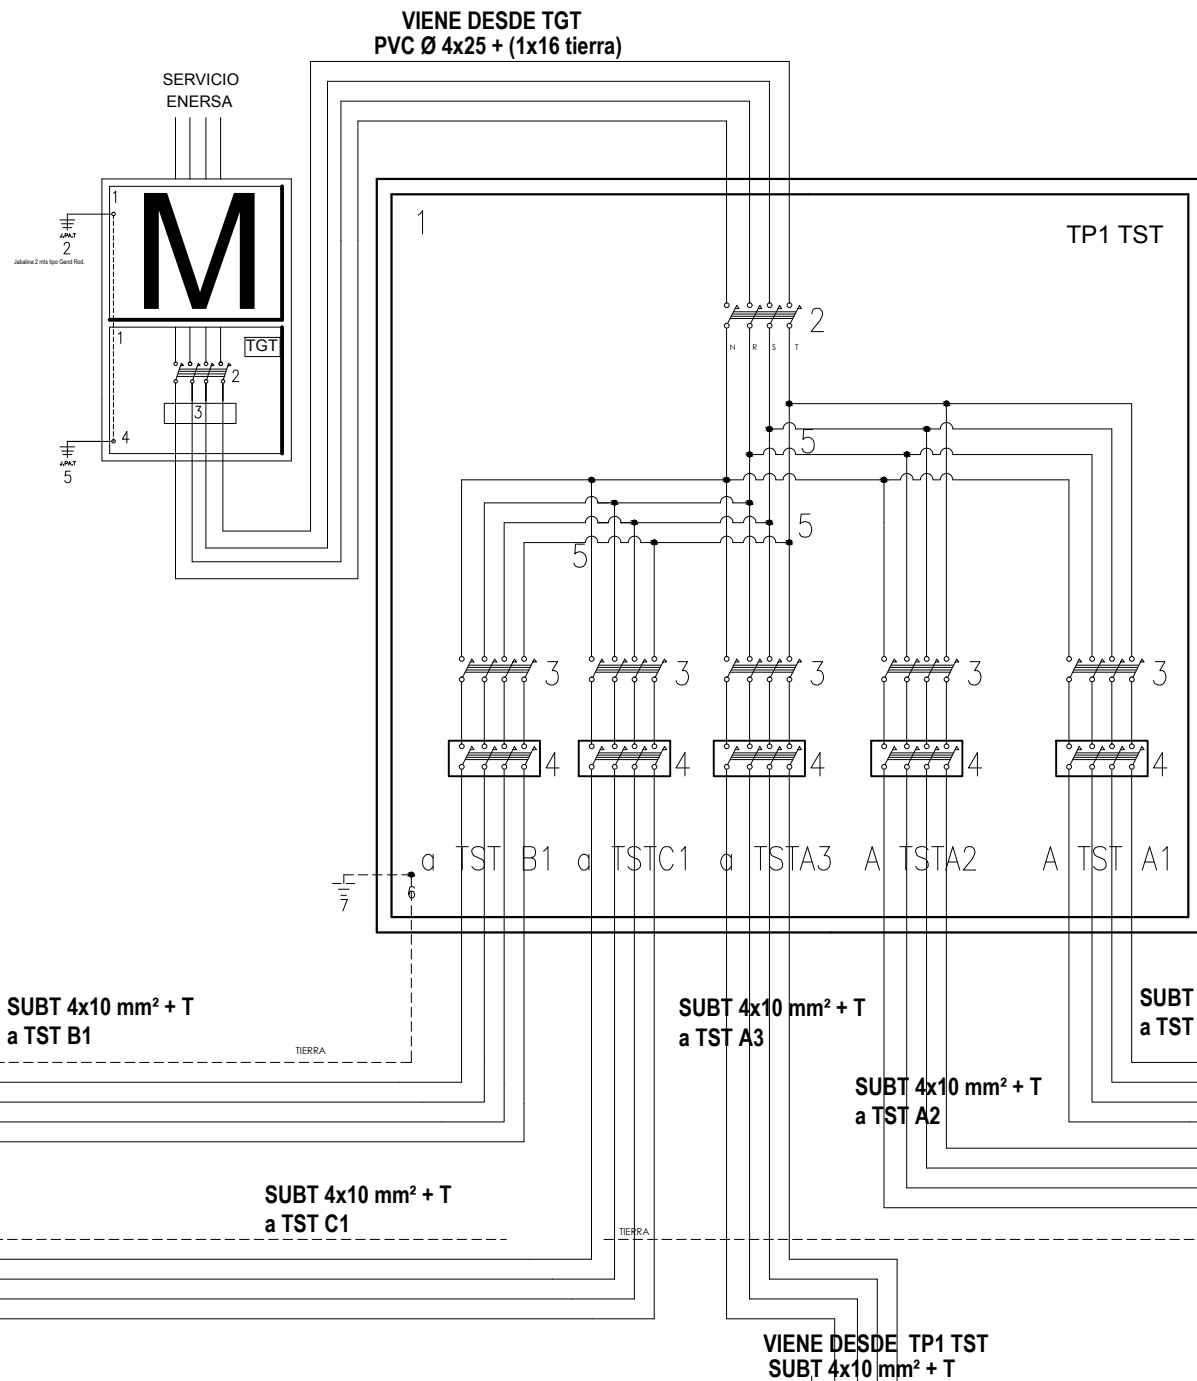 VIENE DESDE TGT
PVC Ø 4x25 + (1x16 tierra)
SERVICIO
ENERSA
1
M
J.PA.T
2
Jabalina 2 mts tipo
1
TGT
2
3
4
J.PA.T
5
1
TP1 TST
2
N R S T
5
5
5
3 3 3 3 3
4 4 4 4 4
a TST B1
a TSTC1
a TSTA3
A TSTA2
A TST A1
6
7
SUBT 4x10 mm² + T
a TST B1
TIERRA
SUBT 4x10 mm² + T
a TST A3
SUBT
a TST
SUBT 4x10 mm² + T
a TST A2
SUBT 4x10 mm² + T
a TST C1
TIERRA
VIENE DESDE TP1 TST
SUBT 4x10 mm² + T